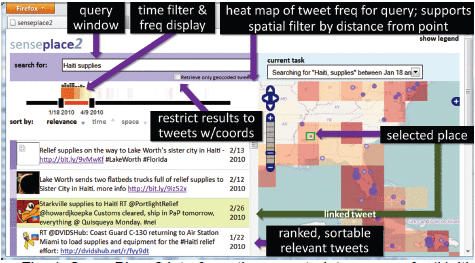 Firefox
query window
time filter & freq display
heat map of tweet freq for query; supports spatial filter by distance from point
senseplace2
show legend
search for:
Haiti supplies
Retrieve only geocoded tweets
current task
Searching for "Haiti, supplies" between Jan 18 an
1/18 2010
4/9 2010
restrict results to tweets w/coords
sort by: relevance time space
selected place
Relief supplies on the way to Lake Worth's sister city in Haiti - http://bit.ly/9vMwKf #LakeWorth #Florida
2/13 2010
Lake Worth sends two flatbeds trucks full of relief supplies to Sister City in Haiti. more info http://bit.ly/9Iz52x
2/12 2010
Starkville supplies to Haiti RT @PortlightRelief @howardjkoepka Customs cleared, ship in PaP tomorrow, everything @ Quisqueya Monday. #nei
2/26 2010
linked tweet
RT @DVIDSHub: Coast Guard C-130 returning to Air Station Miami to load supplies and equipment for the #Haiti relief effort: http://dvidshub.net/r/fyy9dt
1/22 2010
ranked, sortable relevant tweets